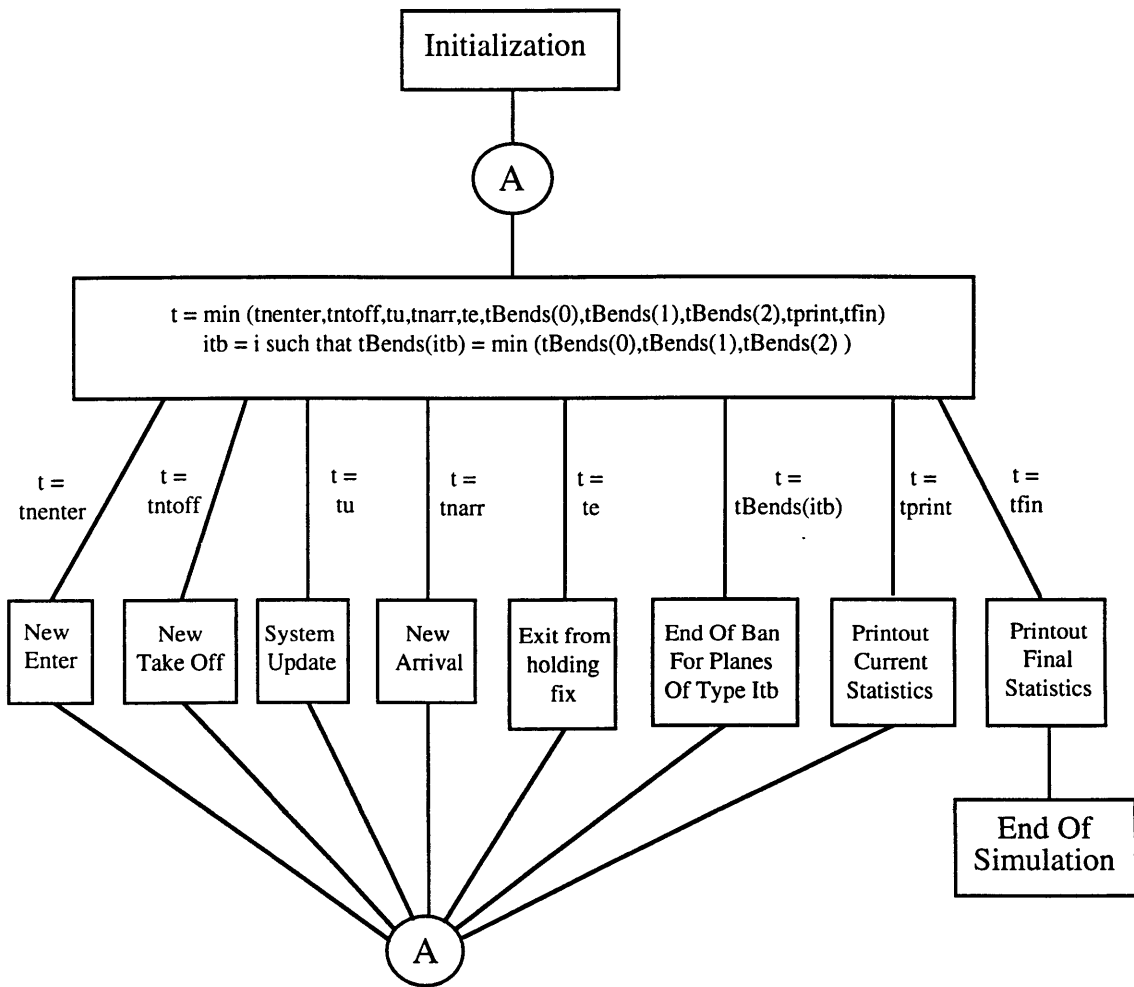 Initialization
A
t = min (tnenter,tntoff,tu,tnarr,te,tBends(0),tBends(1),tBends(2),tprint,tfin)
itb = i such that tBends(itb) = min (tBends(0),tBends(1),tBends(2) )
t =
tnenter
t =
tntoff
t =
tu
t =
tnarr
t =
te
t =
tBends(itb)
t =
tprint
t =
tfin
New
Enter
New
Take Off
System
Update
New
Arrival
Exit from
holding
fix
End Of Ban
For Planes
Of Type Itb
Printout
Current
Statistics
Printout
Final
Statistics
End Of
Simulation
A